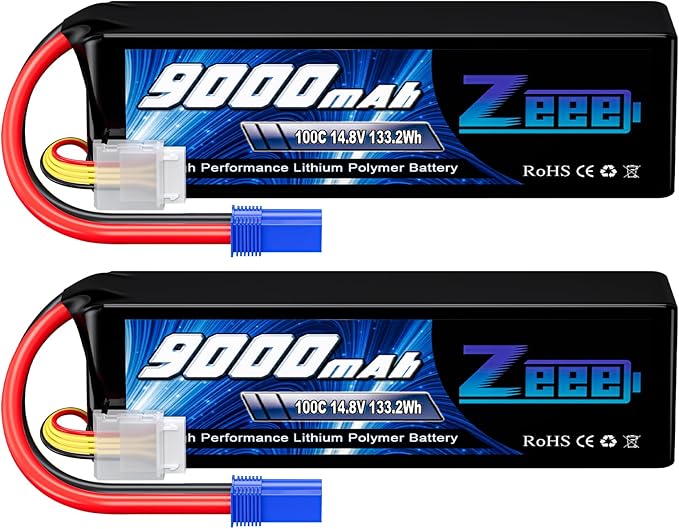 9000mAh
Zeee
100C 14.8V 133.2Wh
h Performance Lithium Polymer Battery
RoHS CE
9000mAh
Zeee
100C 14.8V 133.2Wh
h Performance Lithium Polymer Battery
RoHS CE